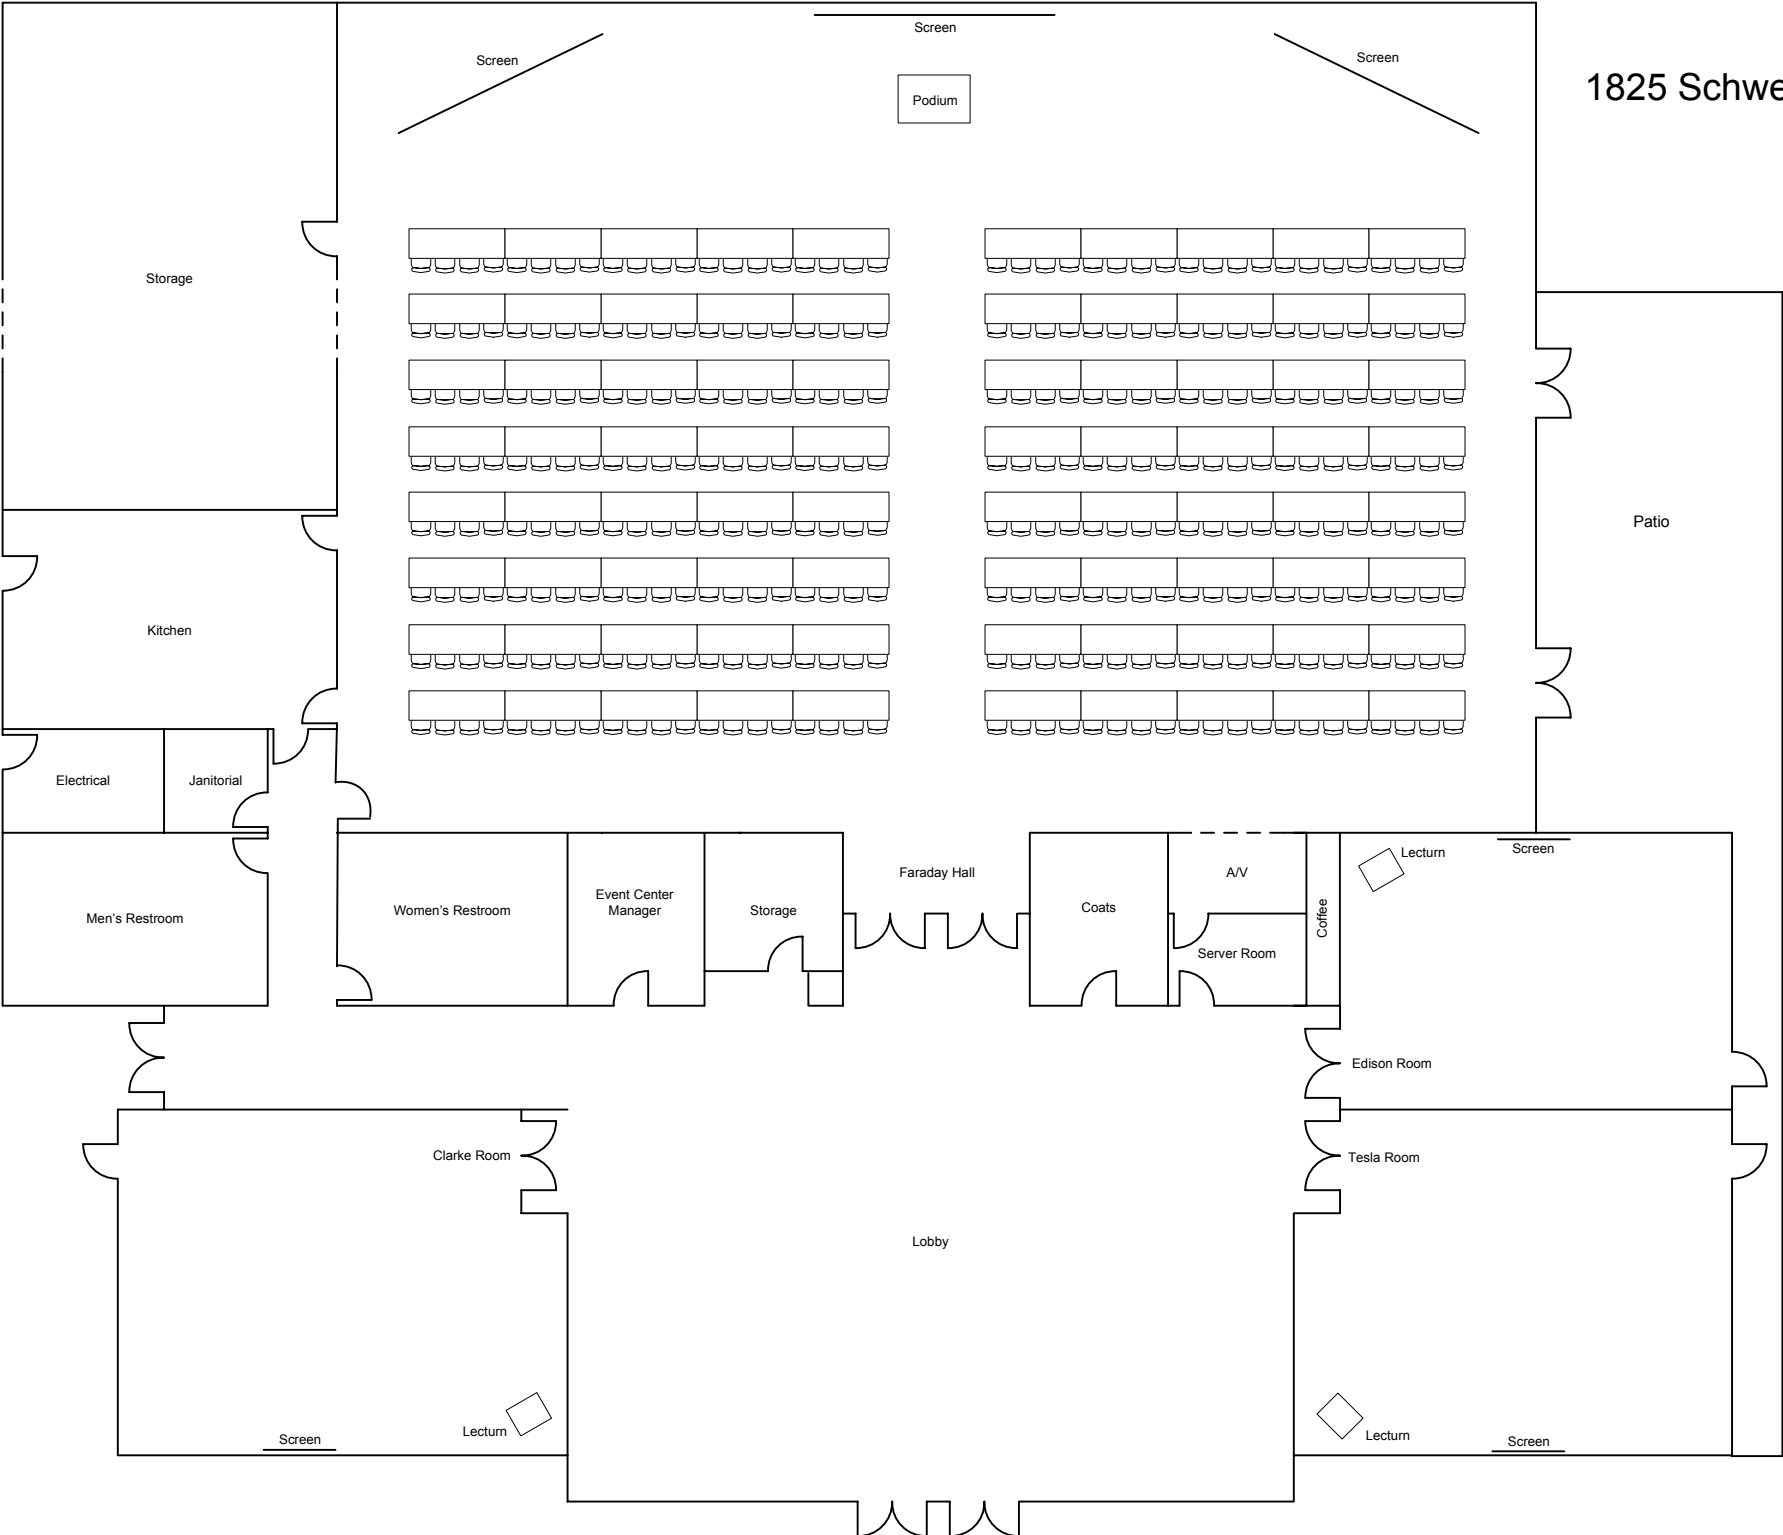 Screen
Screen
Screen
1825 Schwe
Podium
Storage
Patio
Kitchen
Electrical
Janitorial
Men's Restroom
Women's Restroom
Event Center
Manager
Storage
Faraday Hall
Coats
A/V
Server Room
Coffee
Lecturn
Screen
Edison Room
Clarke Room
Tesla Room
Lobby
Lecturn
Screen
Lecturn
Screen